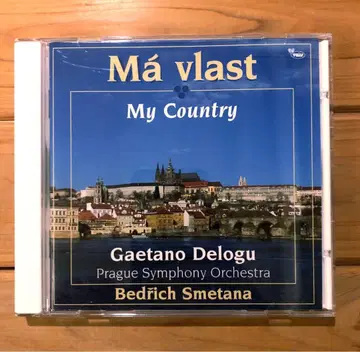 Má vlast
My Country
Gaetano Delogu
Prague Symphony Orchestra
Bedřich Smetana